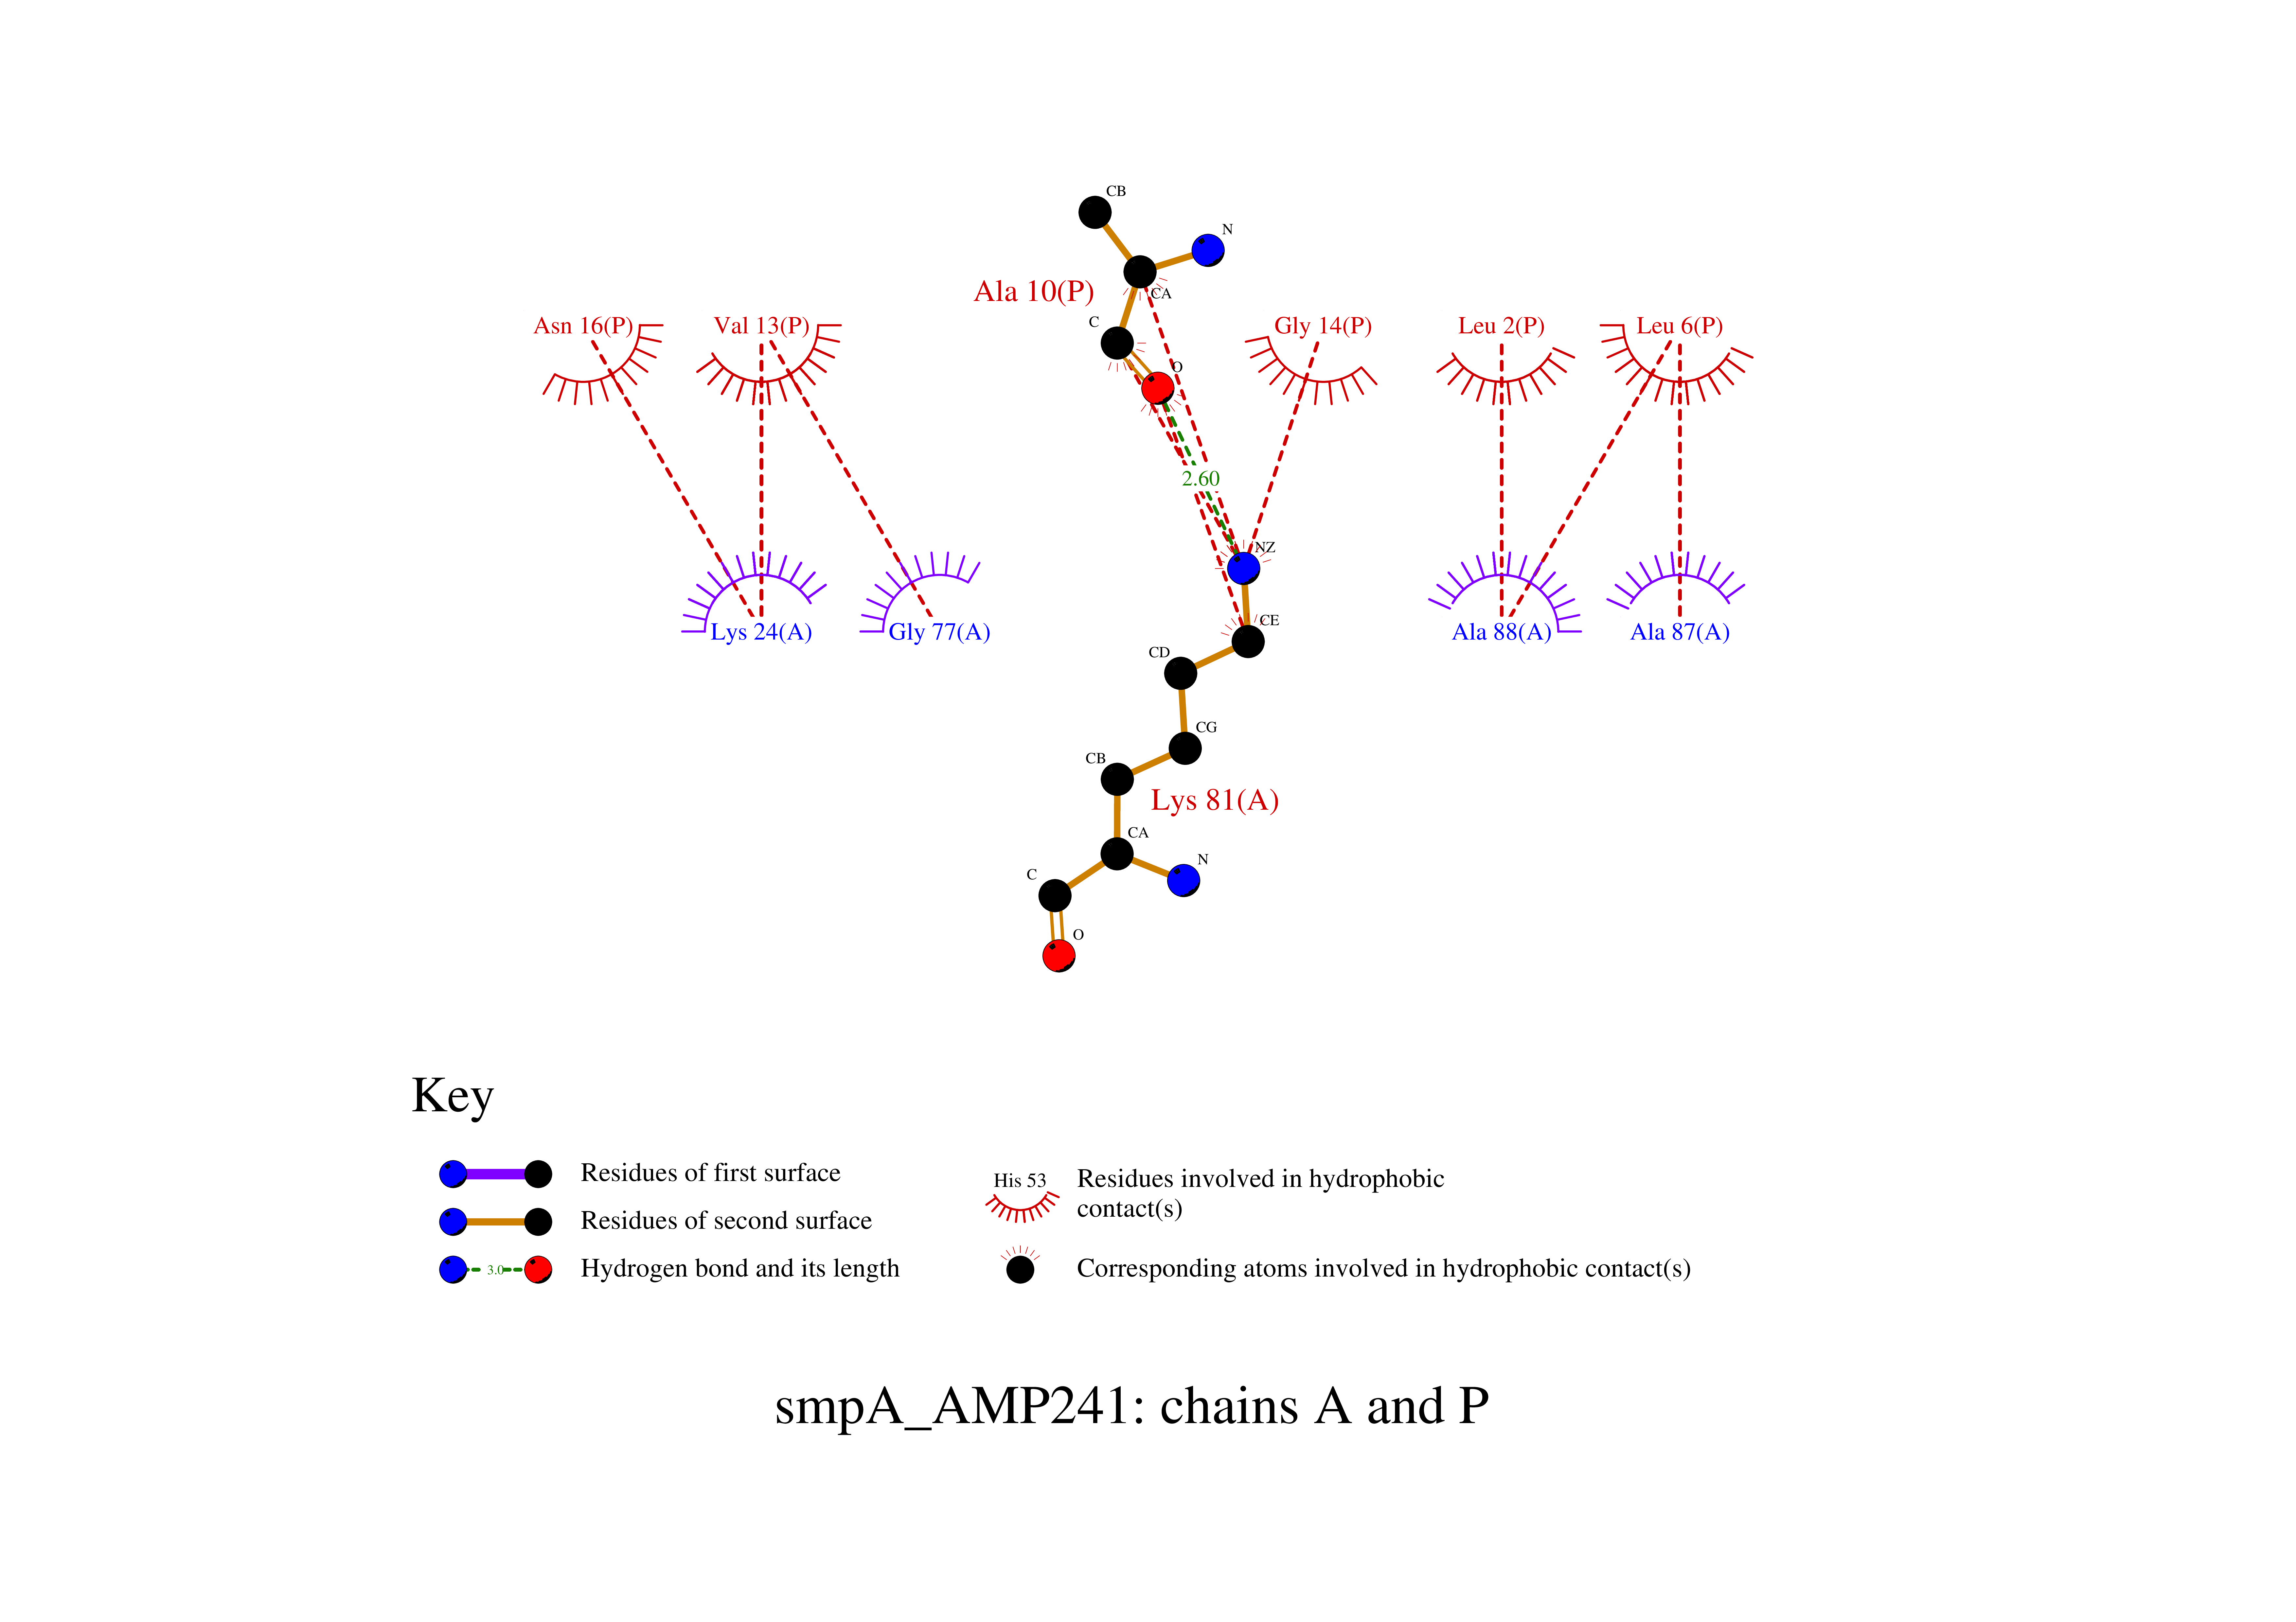 CB
N
Ala 10(P)
CA
Asn 16(P) Val 13(P) C Gly 14(P) Leu 2(P) Leu 6(P)
O
2.60
NZ
CE
Lys 24(A) Gly 77(A) Ala 88(A) Ala 87(A)
CD
CG
CB
Lys 81(A)
CA
N
C
O
Key
Residues of first surface
Residues of second surface
3.0 Hydrogen bond and its length
His 53 Residues involved in hydrophobic
contact(s)
Corresponding atoms involved in hydrophobic contact(s)
smpA_AMP241: chains A and P